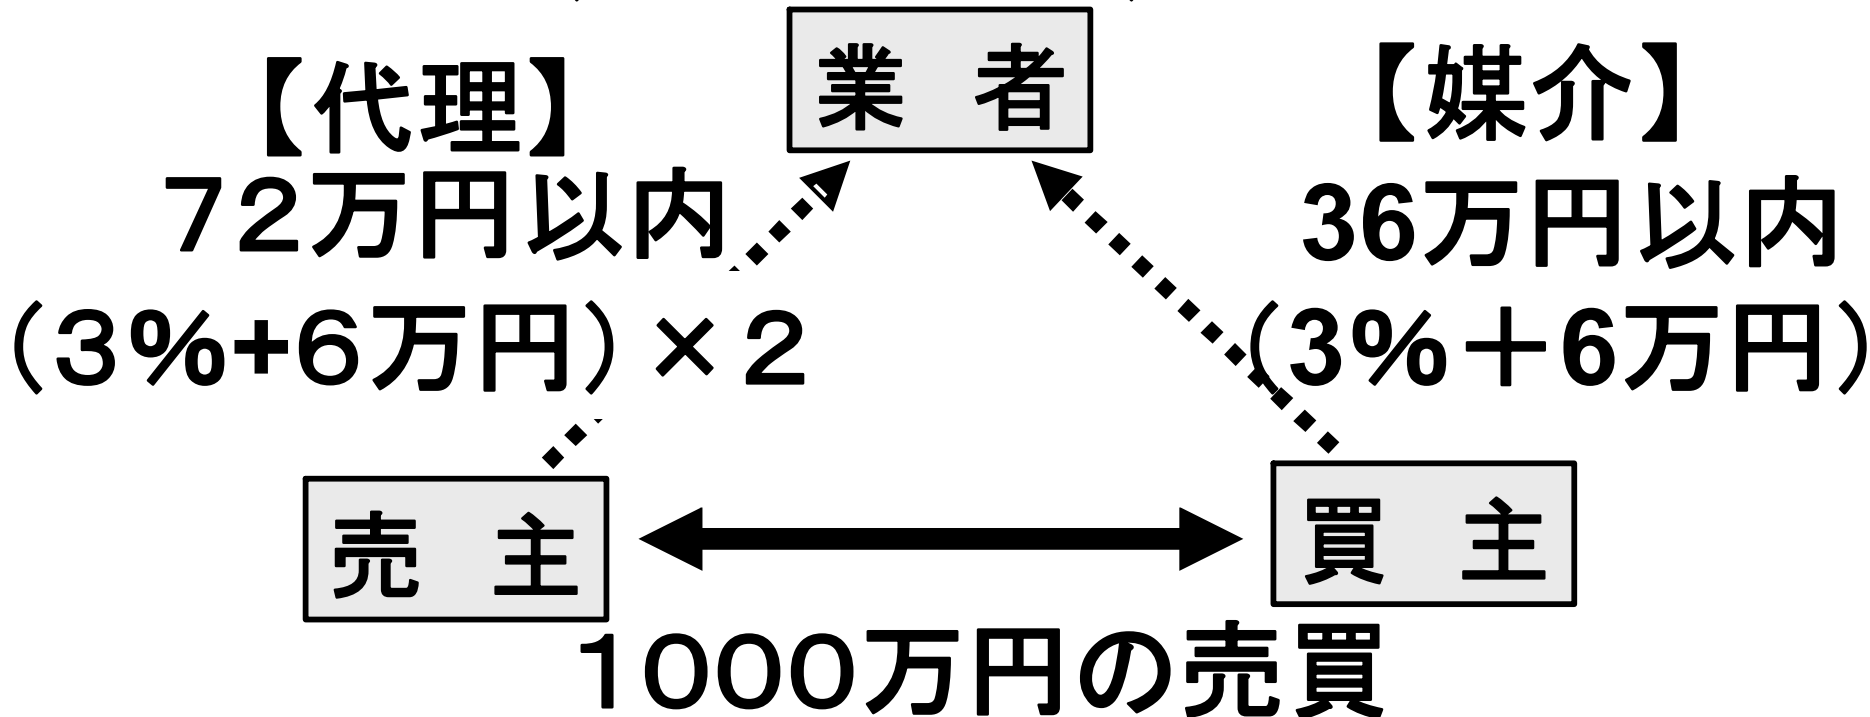 業　者
【代理】
７２万円以内
（３％+６万円）×２
【媒介】
36万円以内
（3％＋6万円）
売　主
買　主
１０００万円の売買